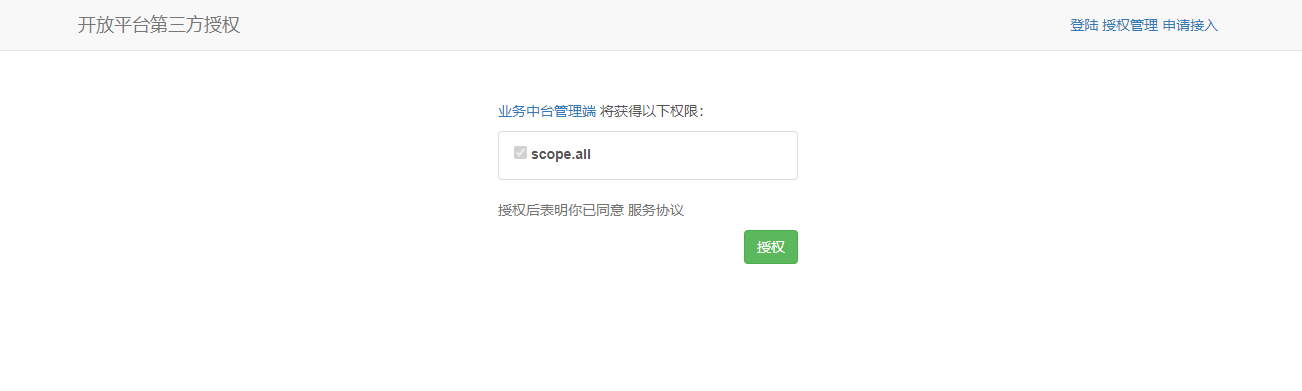 开放平台第三方授权
登陆 授权管理 申请接入
业务中台管理端 将获得以下权限：
scope.all
授权后表明你已同意 服务协议
授权